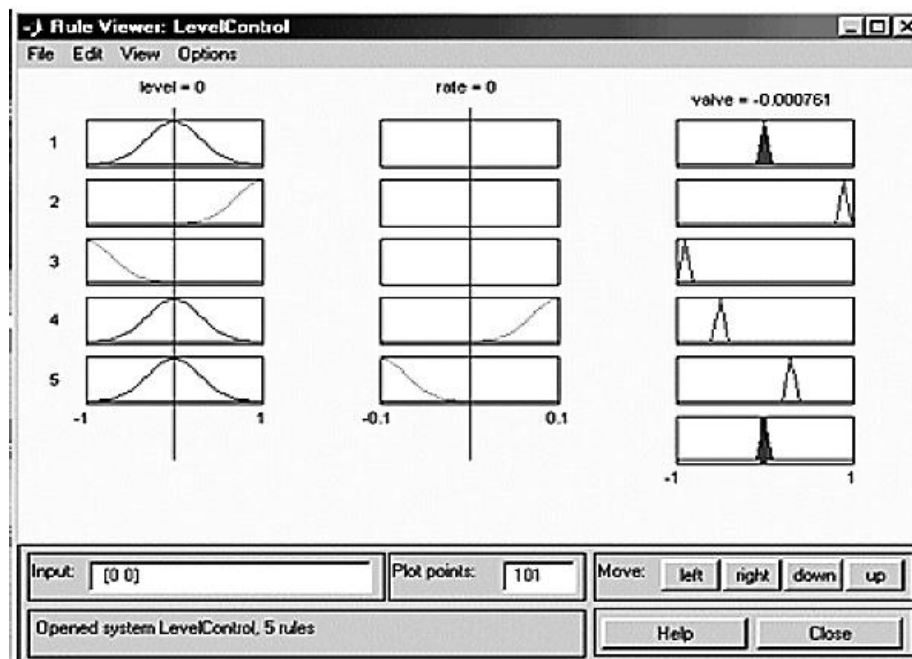 Rule Viewer: LevelControl
File Edit View Options
level = 0 rate = 0 valve = -0.000761
1
2
3
4
5
-1 1 -0.1 0.1
-1 1
Input: [0 0] Plot points: 101 Move: left right down up
Opened system LevelControl, 5 rules Help Close